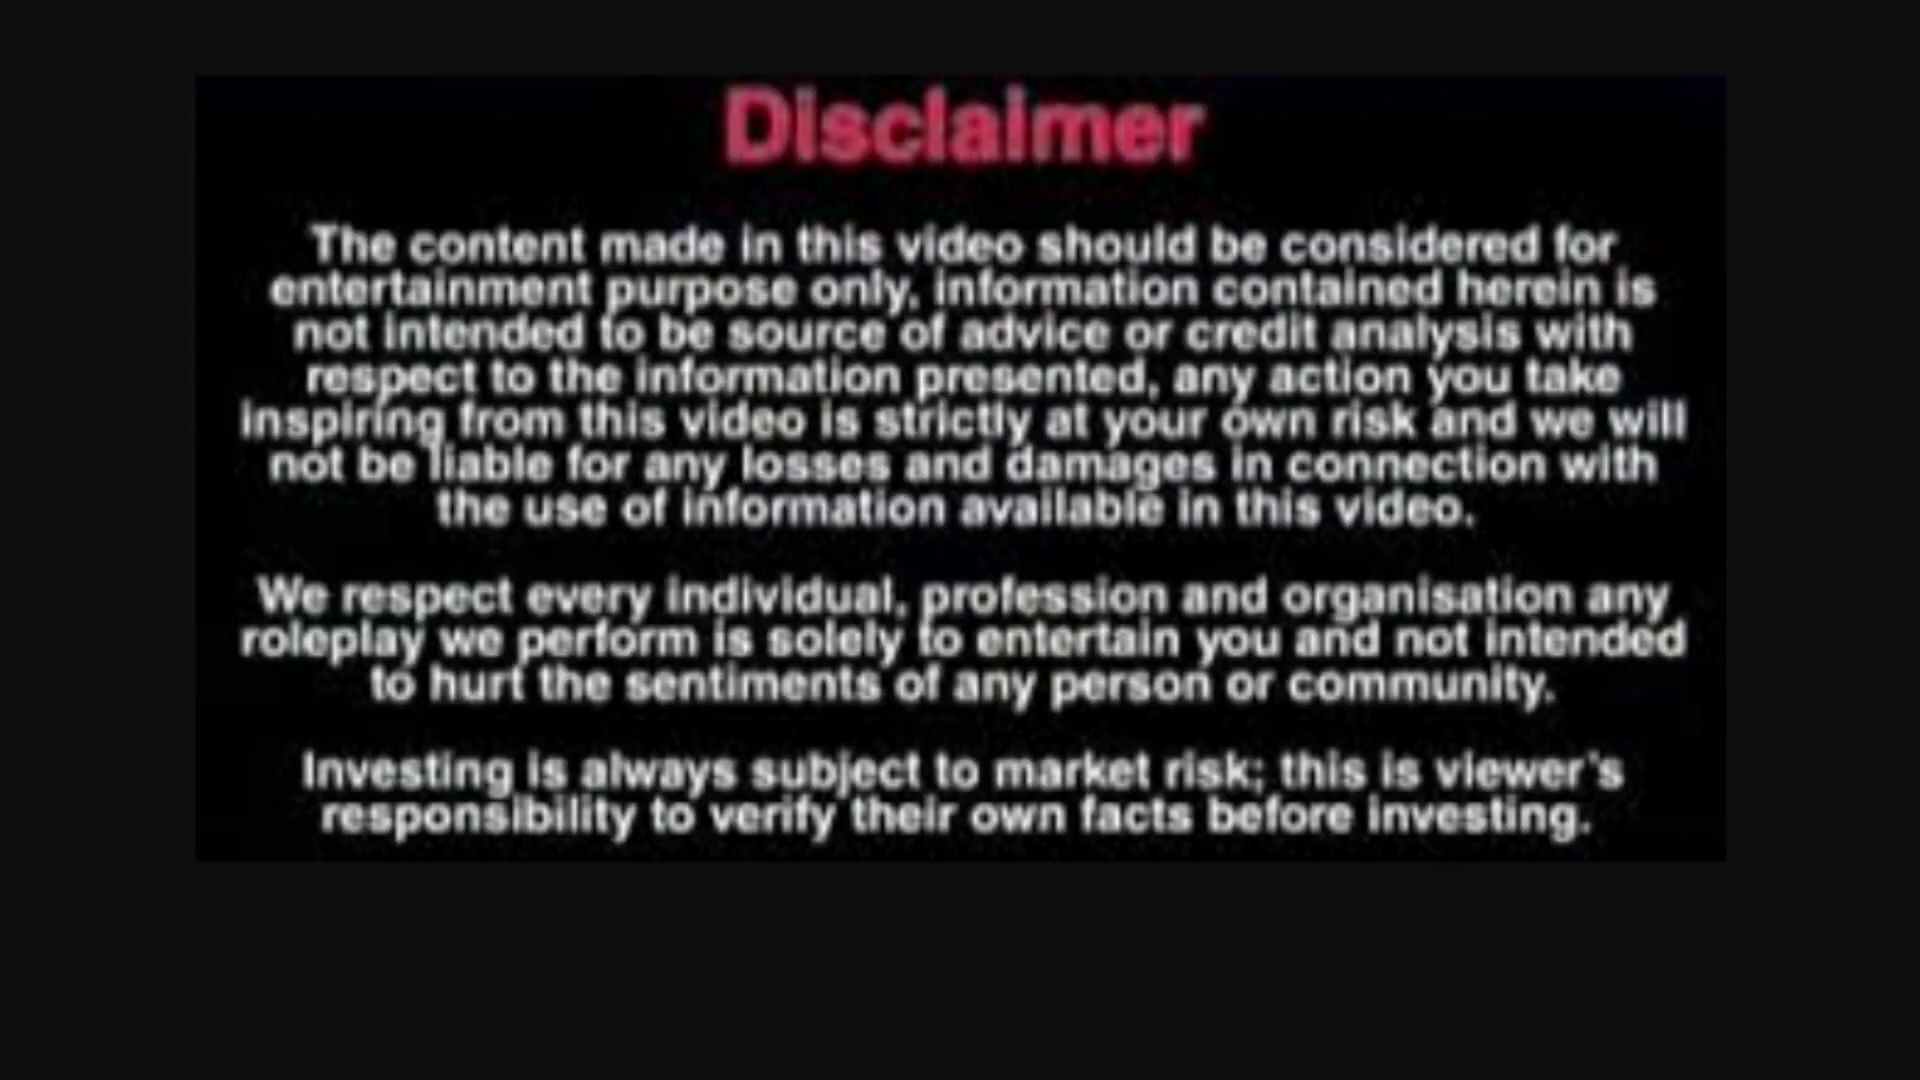 Disclaimer
The content made in this video should be considered for
entertainment purpose only, information contained herein is
not intended to be source of advice or credit analysis with
respect to the information presented, any action you take
inspiring from this video is strictly at your own risk and we will
not be liable for any losses and damages in connection with
the use of information available in this video.
We respect every individual, profession and organisation any
roleplay we perform is solely to entertain you and not intended
to hurt the sentiments of any person or community.
Investing is always subject to market risk; this is viewer's
responsibility to verify their own facts before investing.